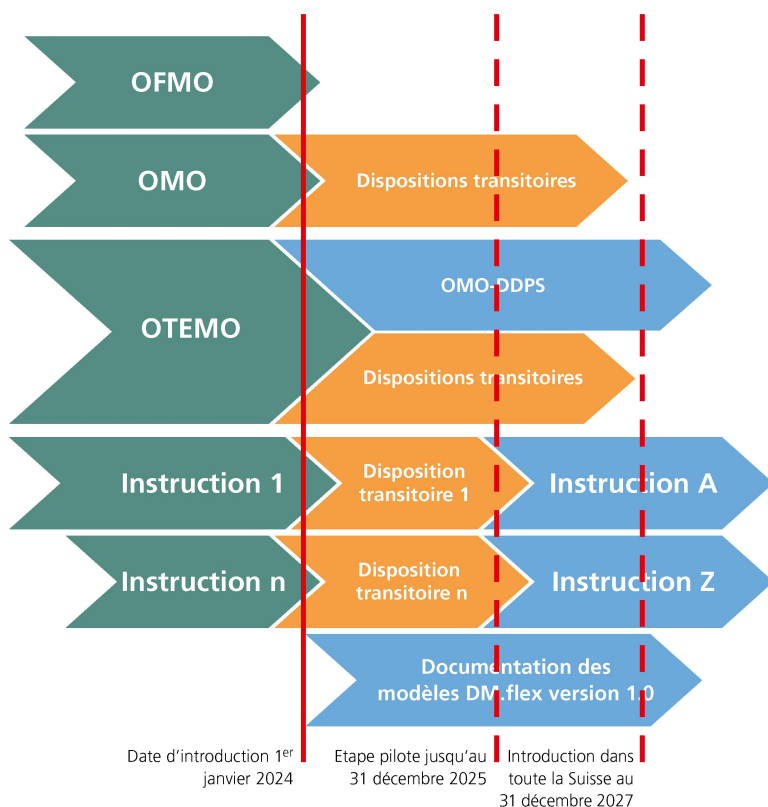 OFMO
OMO
Dispositions transitoires
OMO-DDPS
OTEMO
Dispositions transitoires
Instruction 1
Disposition
transitoire 1
Instruction A
Instruction n
Disposition
transitoire n
Instruction Z
Documentation des
modèles DM.flex version 1.0
Date d'introduction 1er
janvier 2024
Etape pilote jusqu'au
31 décembre 2025
Introduction dans
toute la Suisse au
31 décembre 2027